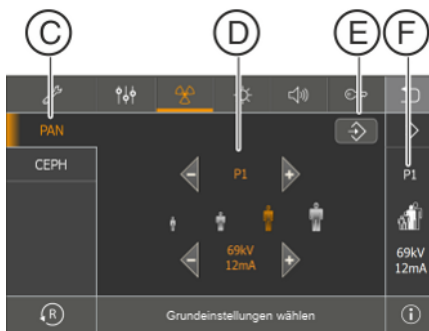 C D E F
PAN
P1
P1
CEPH
69kV
12mA
69kV
12mA
R
Grundeinstellungen wählen
i